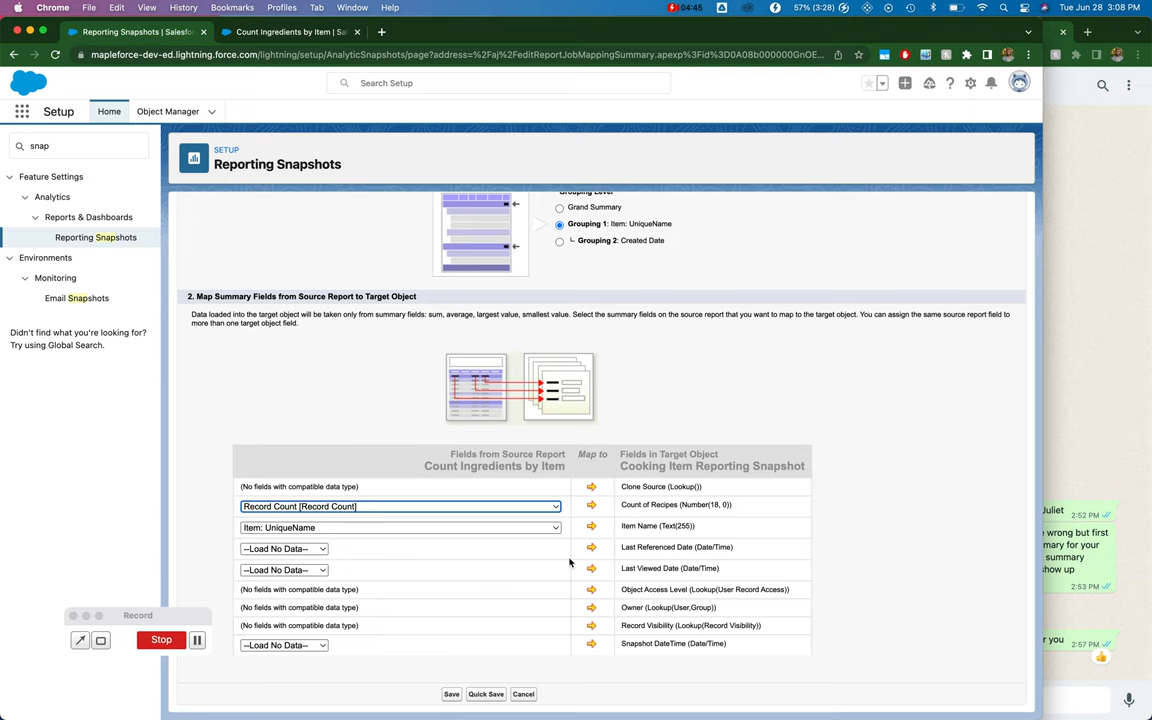 Chrome File Edit View History Bookmarks Profiles Tab Window Help 04:45 57% (3:28) Tue Jun 28 3:08 PM
Reporting Snapshots | Salesfor
Count Ingredients by Item | Sal
mapleforce-dev-ed.lightning.force.com/lightning/setup/AnalyticSnapshots/page?address=%2Faj%2FeditReportJobMappingSummary.apexp%3Fid%3D0A08b000000GnOE...
Search Setup
Setup Home Object Manager
snap
Feature Settings
Analytics
Reports & Dashboards
Reporting Snapshots
Environments
Monitoring
Email Snapshots
Didn't find what you're looking for?
Try using Global Search.
SETUP
Reporting Snapshots
Grouping Level
Grand Summary
Grouping 1: Item: UniqueName
Grouping 2: Created Date
2. Map Summary Fields from Source Report to Target Object
Data loaded into the target object will be taken only from summary fields: sum, average, largest value, smallest value. Select the summary fields on the source report that you want to map to the target object. You can assign the same source report field to
more than one target object field.
Fields from Source Report Map to Fields in Target Object
Count Ingredients by Item Cooking Item Reporting Snapshot
(No fields with compatible data type) Clone Source (Lookup())
Record Count [Record Count] Count of Recipes (Number(18, 0))
Item: UniqueName Item Name (Text(255))
--Load No Data-- Last Referenced Date (Date/Time)
--Load No Data-- Last Viewed Date (Date/Time)
(No fields with compatible data type) Object Access Level (Lookup(User Record Access))
(No fields with compatible data type) Owner (Lookup(User,Group))
(No fields with compatible data type) Record Visibility (Lookup(Record Visibility))
--Load No Data-- Snapshot DateTime (Date/Time)
Save Quick Save Cancel
Record
Stop
Juliet 2:52 PM
e wrong but first
mary for your
summary
show up
2:53 PM
r you 2:57 PM